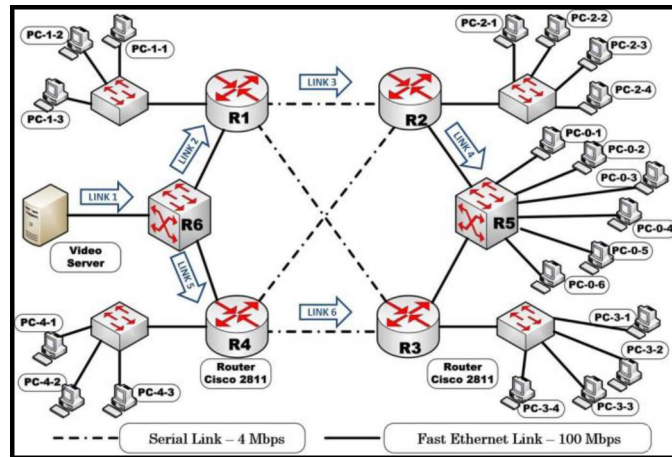 PC-1-2
PC-1-1
PC-1-3
R1
LINK 3
R2
PC-2-1
PC-2-2
PC-2-3
PC-2-4
LINK 2
LINK 4
PC-0-1
PC-0-2
PC-0-3
PC-0-4
PC-0-5
PC-0-6
LINK 1
R6
R5
Video
Server
LINK 5
PC-4-1
PC-4-2
PC-4-3
R4
LINK 6
R3
Router
Cisco 2811
Router
Cisco 2811
PC-3-1
PC-3-2
PC-3-3
PC-3-4
Serial Link – 4 Mbps
Fast Ethernet Link – 100 Mbps